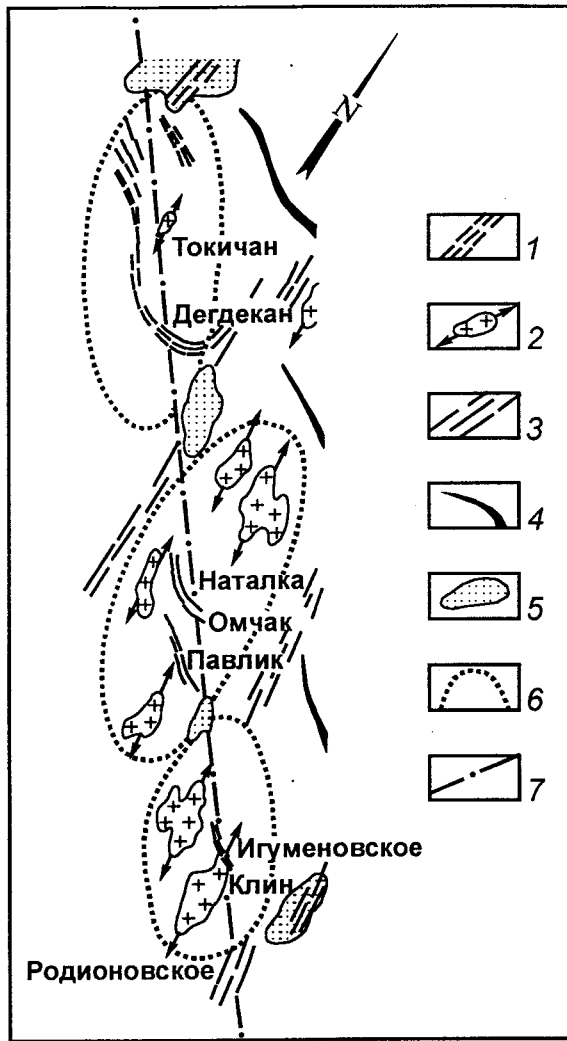 N
Токичан
Дегдекан
Наталка
Омчак
Павлик
Игуменовское
Клин
Родионовское
1
2
3
4
5
6
7